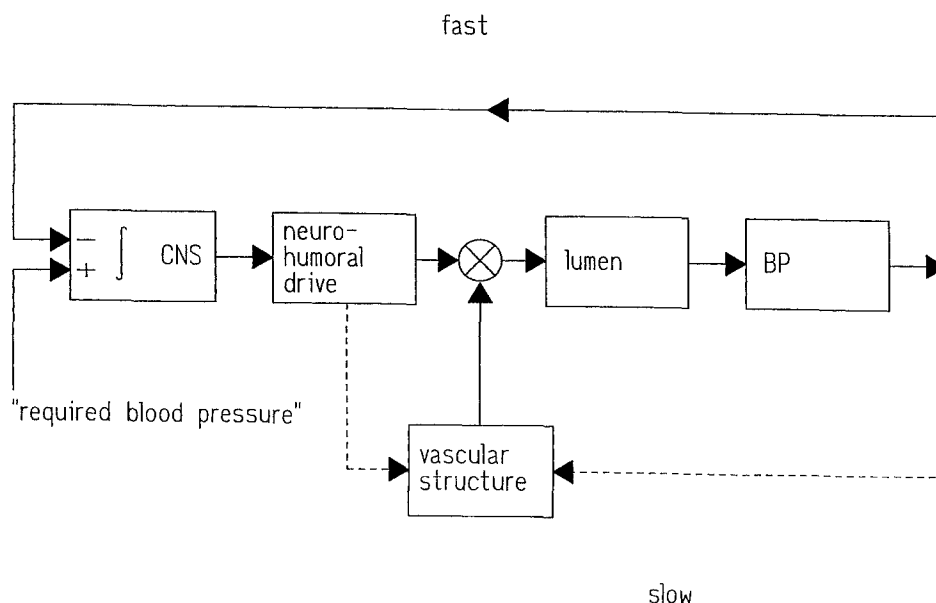 fast
− ∫ CNS
+
neuro-
humoral
drive
lumen
BP
"required blood pressure"
vascular
structure
slow